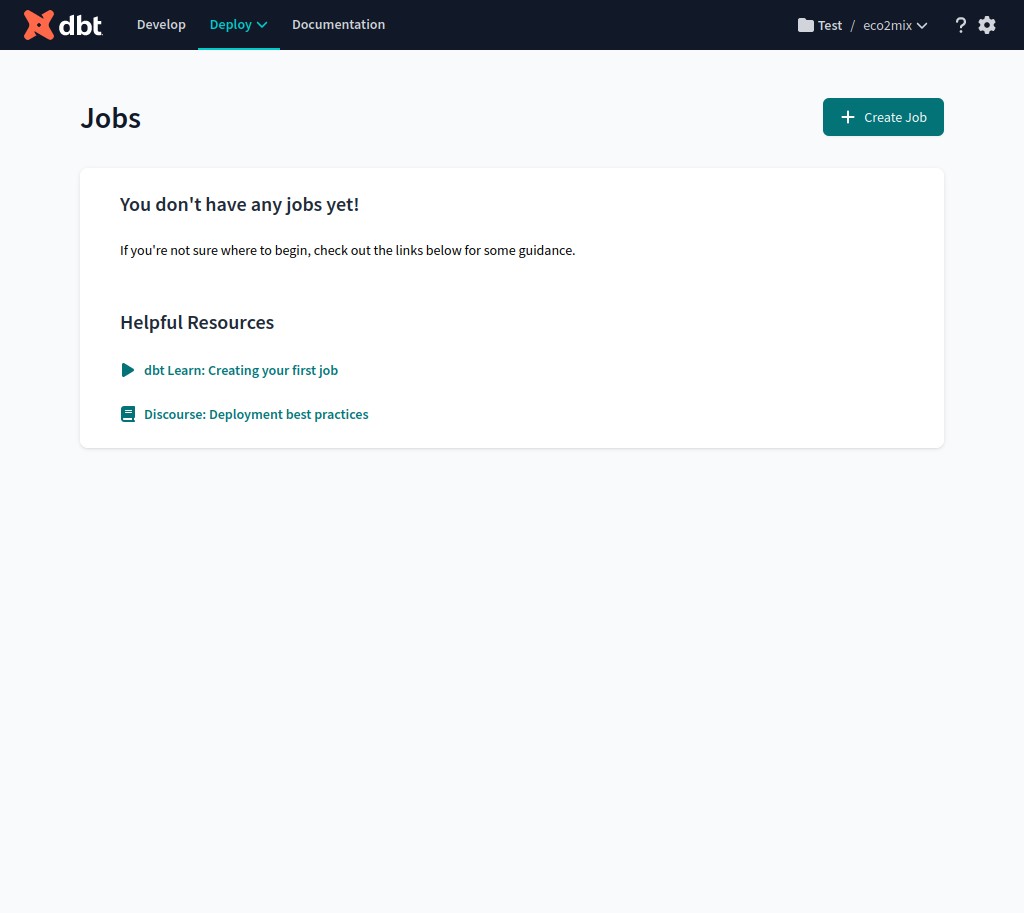 dbt Develop Deploy Documentation Test / eco2mix ?
Jobs
Create Job
You don't have any jobs yet!
If you're not sure where to begin, check out the links below for some guidance.
Helpful Resources
dbt Learn: Creating your first job
Discourse: Deployment best practices